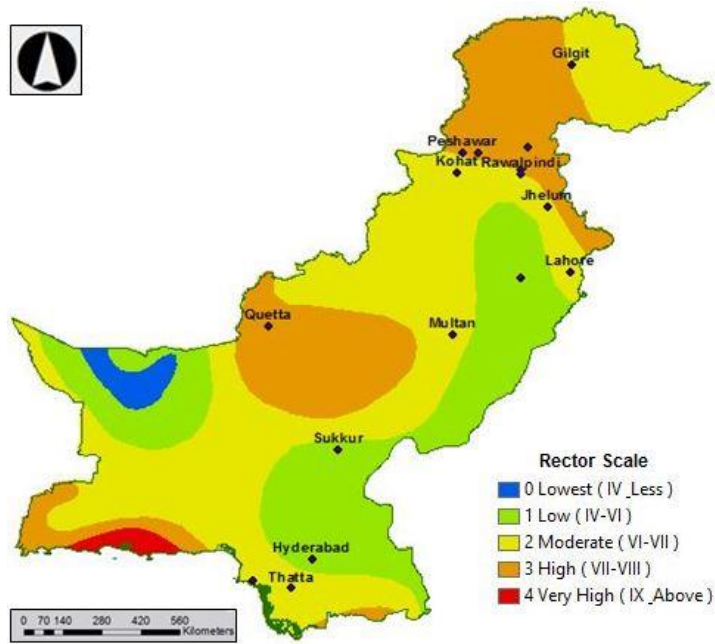 Gilgit
Peshawar
Kohat Rawalpindi
Jhelum
Lahore
Quetta
Multan
Sukkur
Hyderabad
Thatta
Rector Scale
0 Lowest ( IV_Less )
1 Low ( IV-VI )
2 Moderate ( VI-VII )
3 High ( VII-VIII )
4 Very High ( IX_Above )
0 70 140 280 420 560
Kilometers